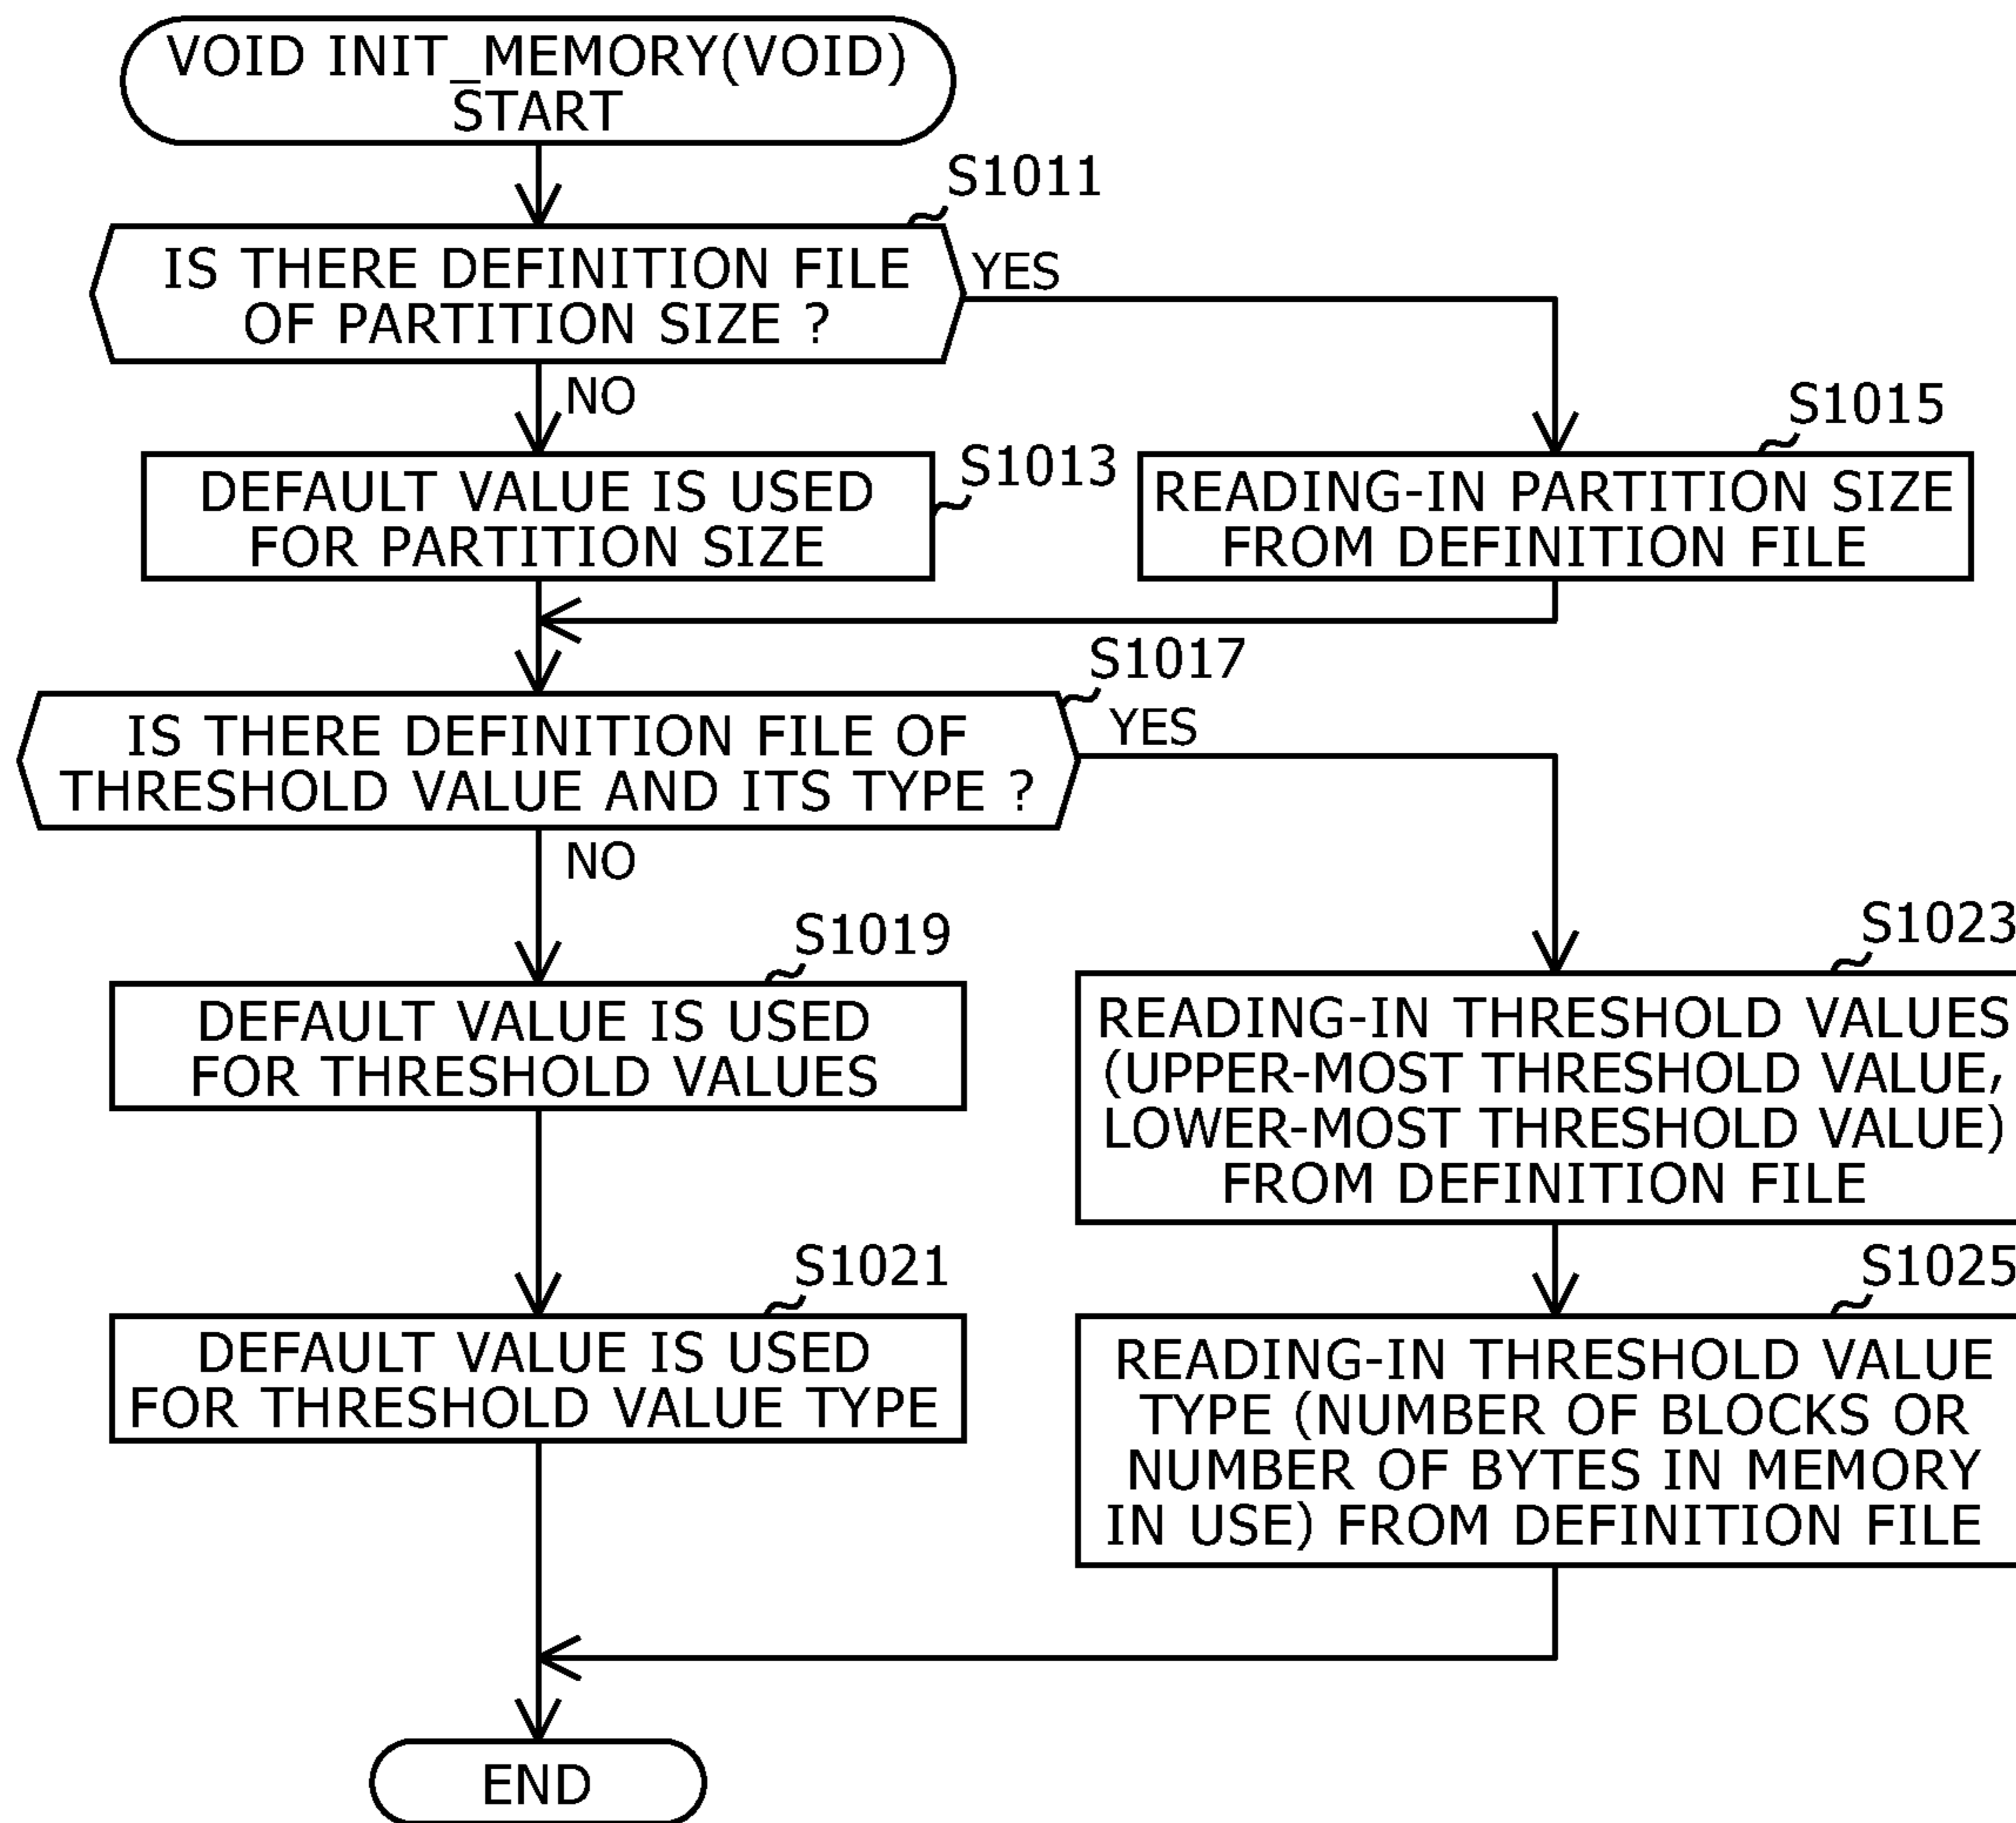 VOID INIT_MEMORY(VOID)
START
S1011
IS THERE DEFINITION FILE
OF PARTITION SIZE ?
YES
NO
S1015
S1013
DEFAULT VALUE IS USED
FOR PARTITION SIZE
READING-IN PARTITION SIZE
FROM DEFINITION FILE
S1017
IS THERE DEFINITION FILE OF
THRESHOLD VALUE AND ITS TYPE ?
YES
NO
S1019
DEFAULT VALUE IS USED
FOR THRESHOLD VALUES
S1023
READING-IN THRESHOLD VALUES
(UPPER-MOST THRESHOLD VALUE,
LOWER-MOST THRESHOLD VALUE)
FROM DEFINITION FILE
S1021
DEFAULT VALUE IS USED
FOR THRESHOLD VALUE TYPE
S1025
READING-IN THRESHOLD VALUE
TYPE (NUMBER OF BLOCKS OR
NUMBER OF BYTES IN MEMORY
IN USE) FROM DEFINITION FILE
END